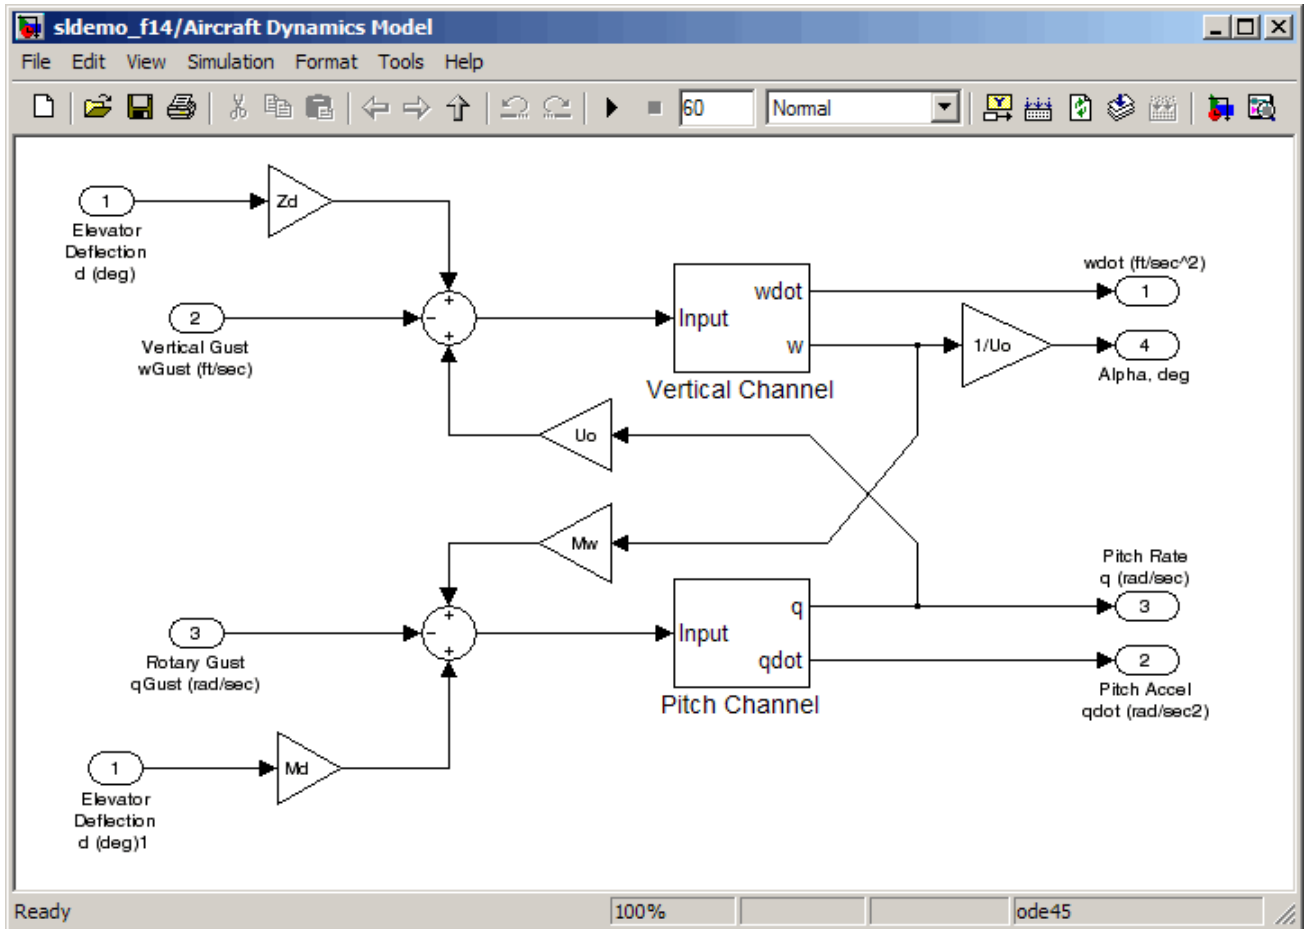 sldemo_f14/Aircraft Dynamics Model
File Edit View Simulation Format Tools Help
60 Normal
1
Elevator
Deflection
d (deg)
Zd
2
Vertical Gust
wGust (ft/sec)
+
-
+
Input
wdot
w
Vertical Channel
wdot (ft/sec^2)
1
1/Uo
4
Alpha, deg
Uo
Mw
3
Rotary Gust
qGust (rad/sec)
+
-
+
Input
q
qdot
Pitch Channel
Pitch Rate
q (rad/sec)
3
2
Pitch Accel
qdot (rad/sec2)
1
Elevator
Deflection
d (deg)1
Md
Ready 100% ode45